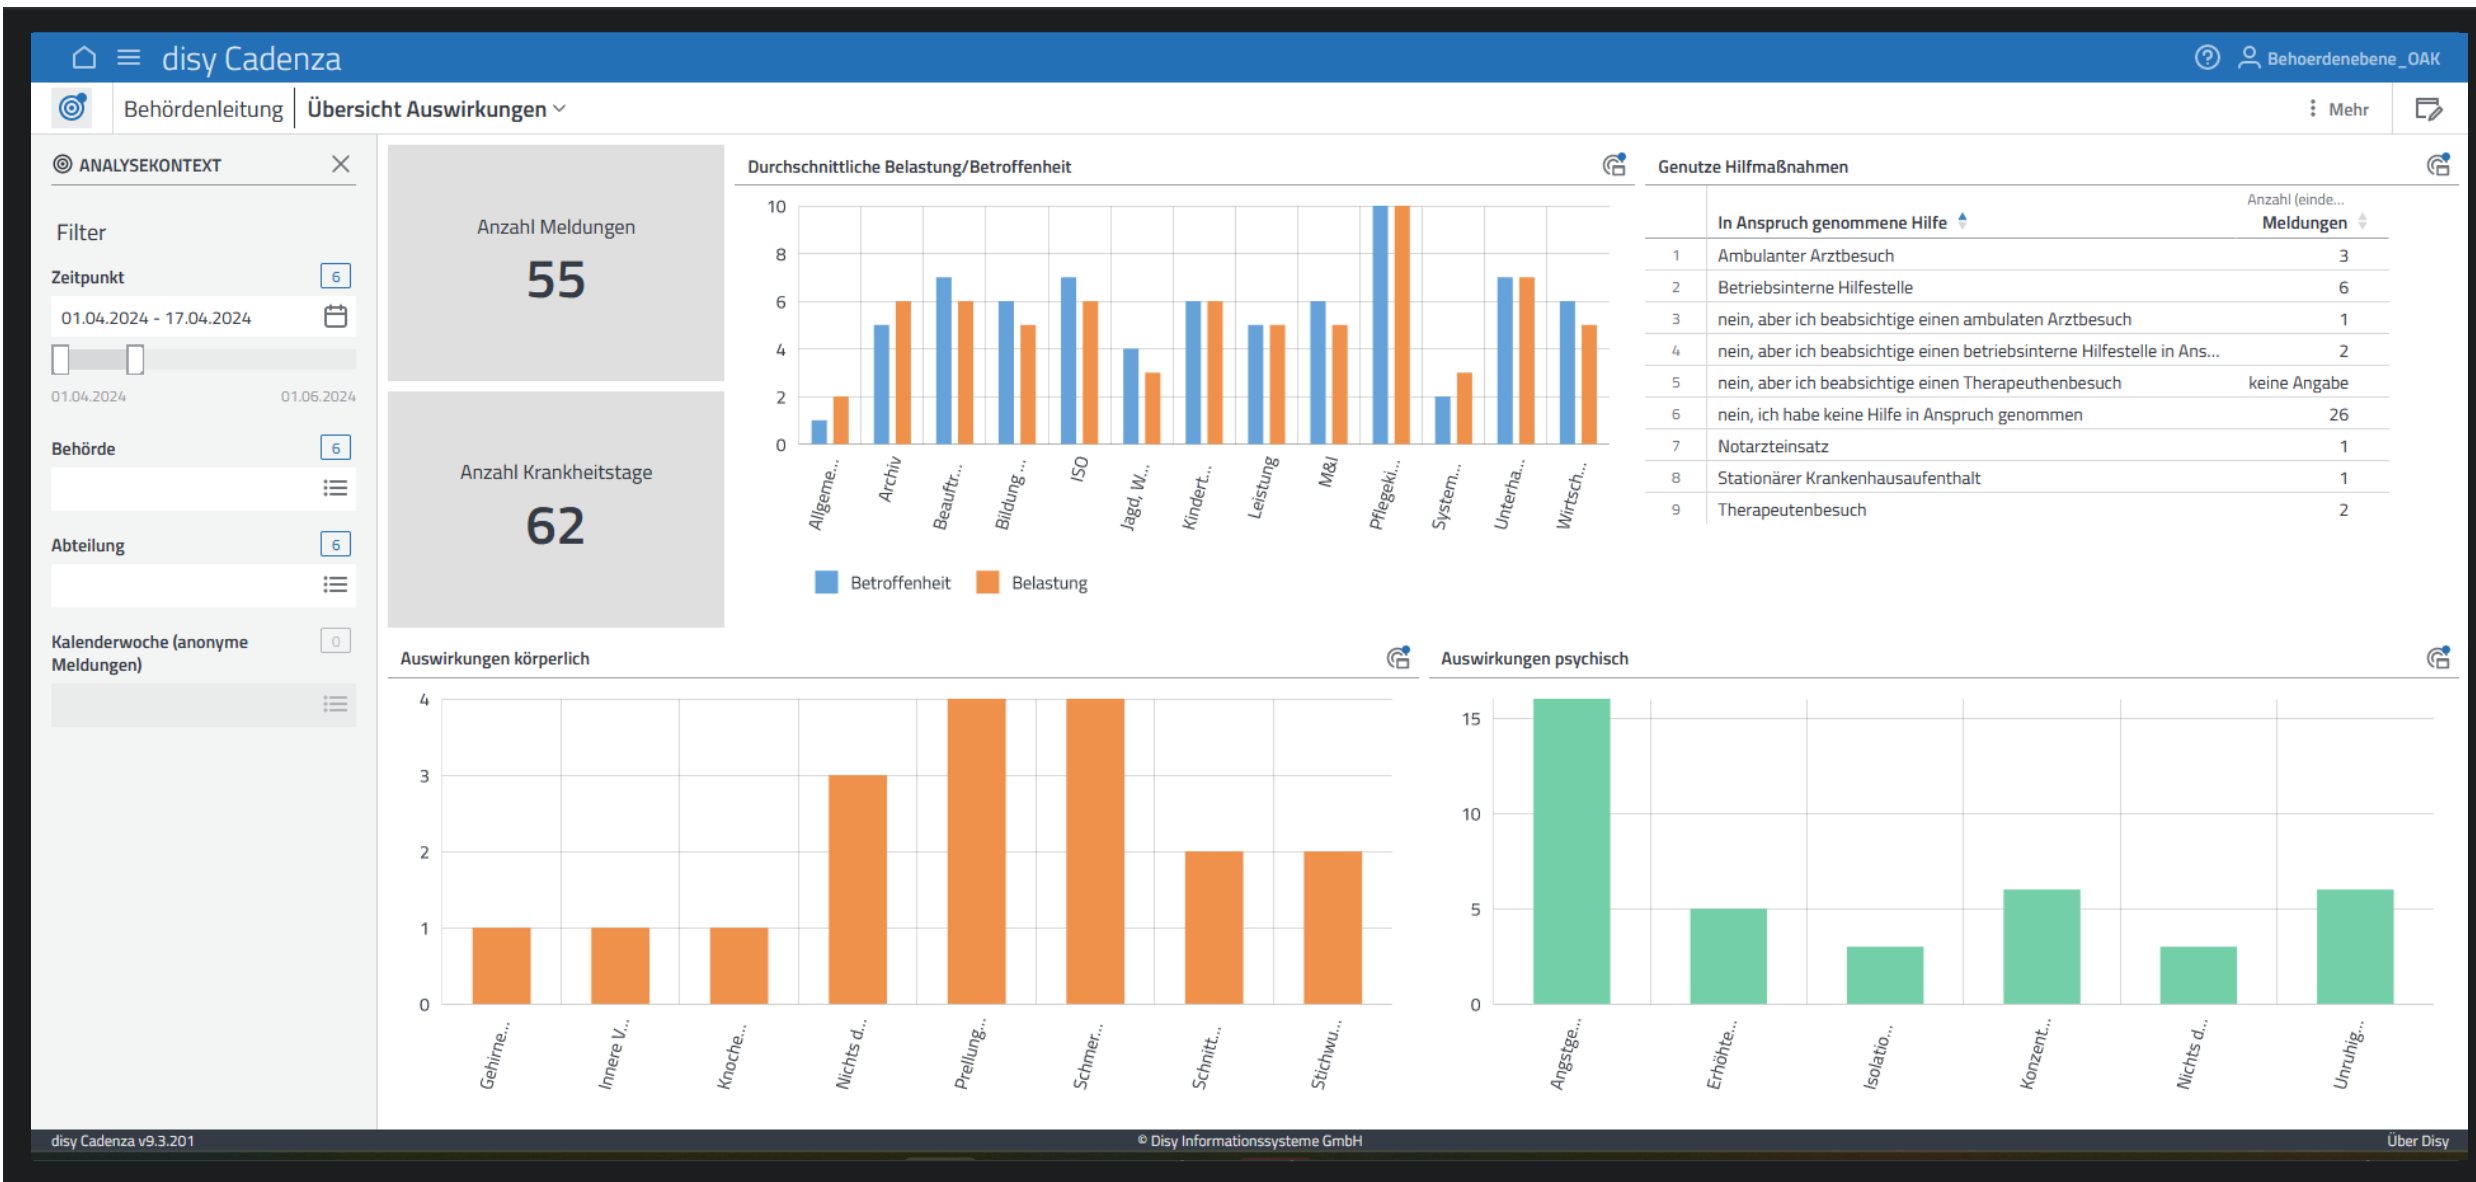 disy Cadenza
Behoerdenebene_OAK
Behördenleitung
Übersicht Auswirkungen
Mehr
ANALYSEKONTEXT
Filter
Zeitpunkt 6
01.04.2024 - 17.04.2024
01.04.2024 01.06.2024
Behörde 6
Abteilung 6
Kalenderwoche (anonyme 0
Meldungen)
Anzahl Meldungen
55
Anzahl Krankheitstage
62
Durchschnittliche Belastung/Betroffenheit
10
8
6
4
2
0
Allgeme...
Archiv
Beauftr...
Bildung ...
ISO
Jagd, W...
Kindert...
Leistung
M&I
Pflegeki...
System...
Unterha...
Wirtsch...
Betroffenheit
Belastung
Genutze Hilfmaßnahmen
Anzahl (einde...
In Anspruch genommene Hilfe Meldungen
1 Ambulanter Arztbesuch 3
2 Betriebsinterne Hilfestelle 6
3 nein, aber ich beabsichtige einen ambulaten Arztbesuch 1
4 nein, aber ich beabsichtige einen betriebsinterne Hilfestelle in Ans... 2
5 nein, aber ich beabsichtige einen Therapeuthenbesuch keine Angabe
6 nein, ich habe keine Hilfe in Anspruch genommen 26
7 Notarzteinsatz 1
8 Stationärer Krankenhausaufenthalt 1
9 Therapeutenbesuch 2
Auswirkungen körperlich
4
3
2
1
0
Gehirne...
Innere V...
Knoche...
Nichts d...
Prellung...
Schmer...
Schnitt...
Stichwu...
Auswirkungen psychisch
15
10
5
0
Angstge...
Erhöhte...
Isolatio...
Konzent...
Nichts d...
Unruhig...
disy Cadenza v9.3.201
© Disy Informationssysteme GmbH
Über Disy